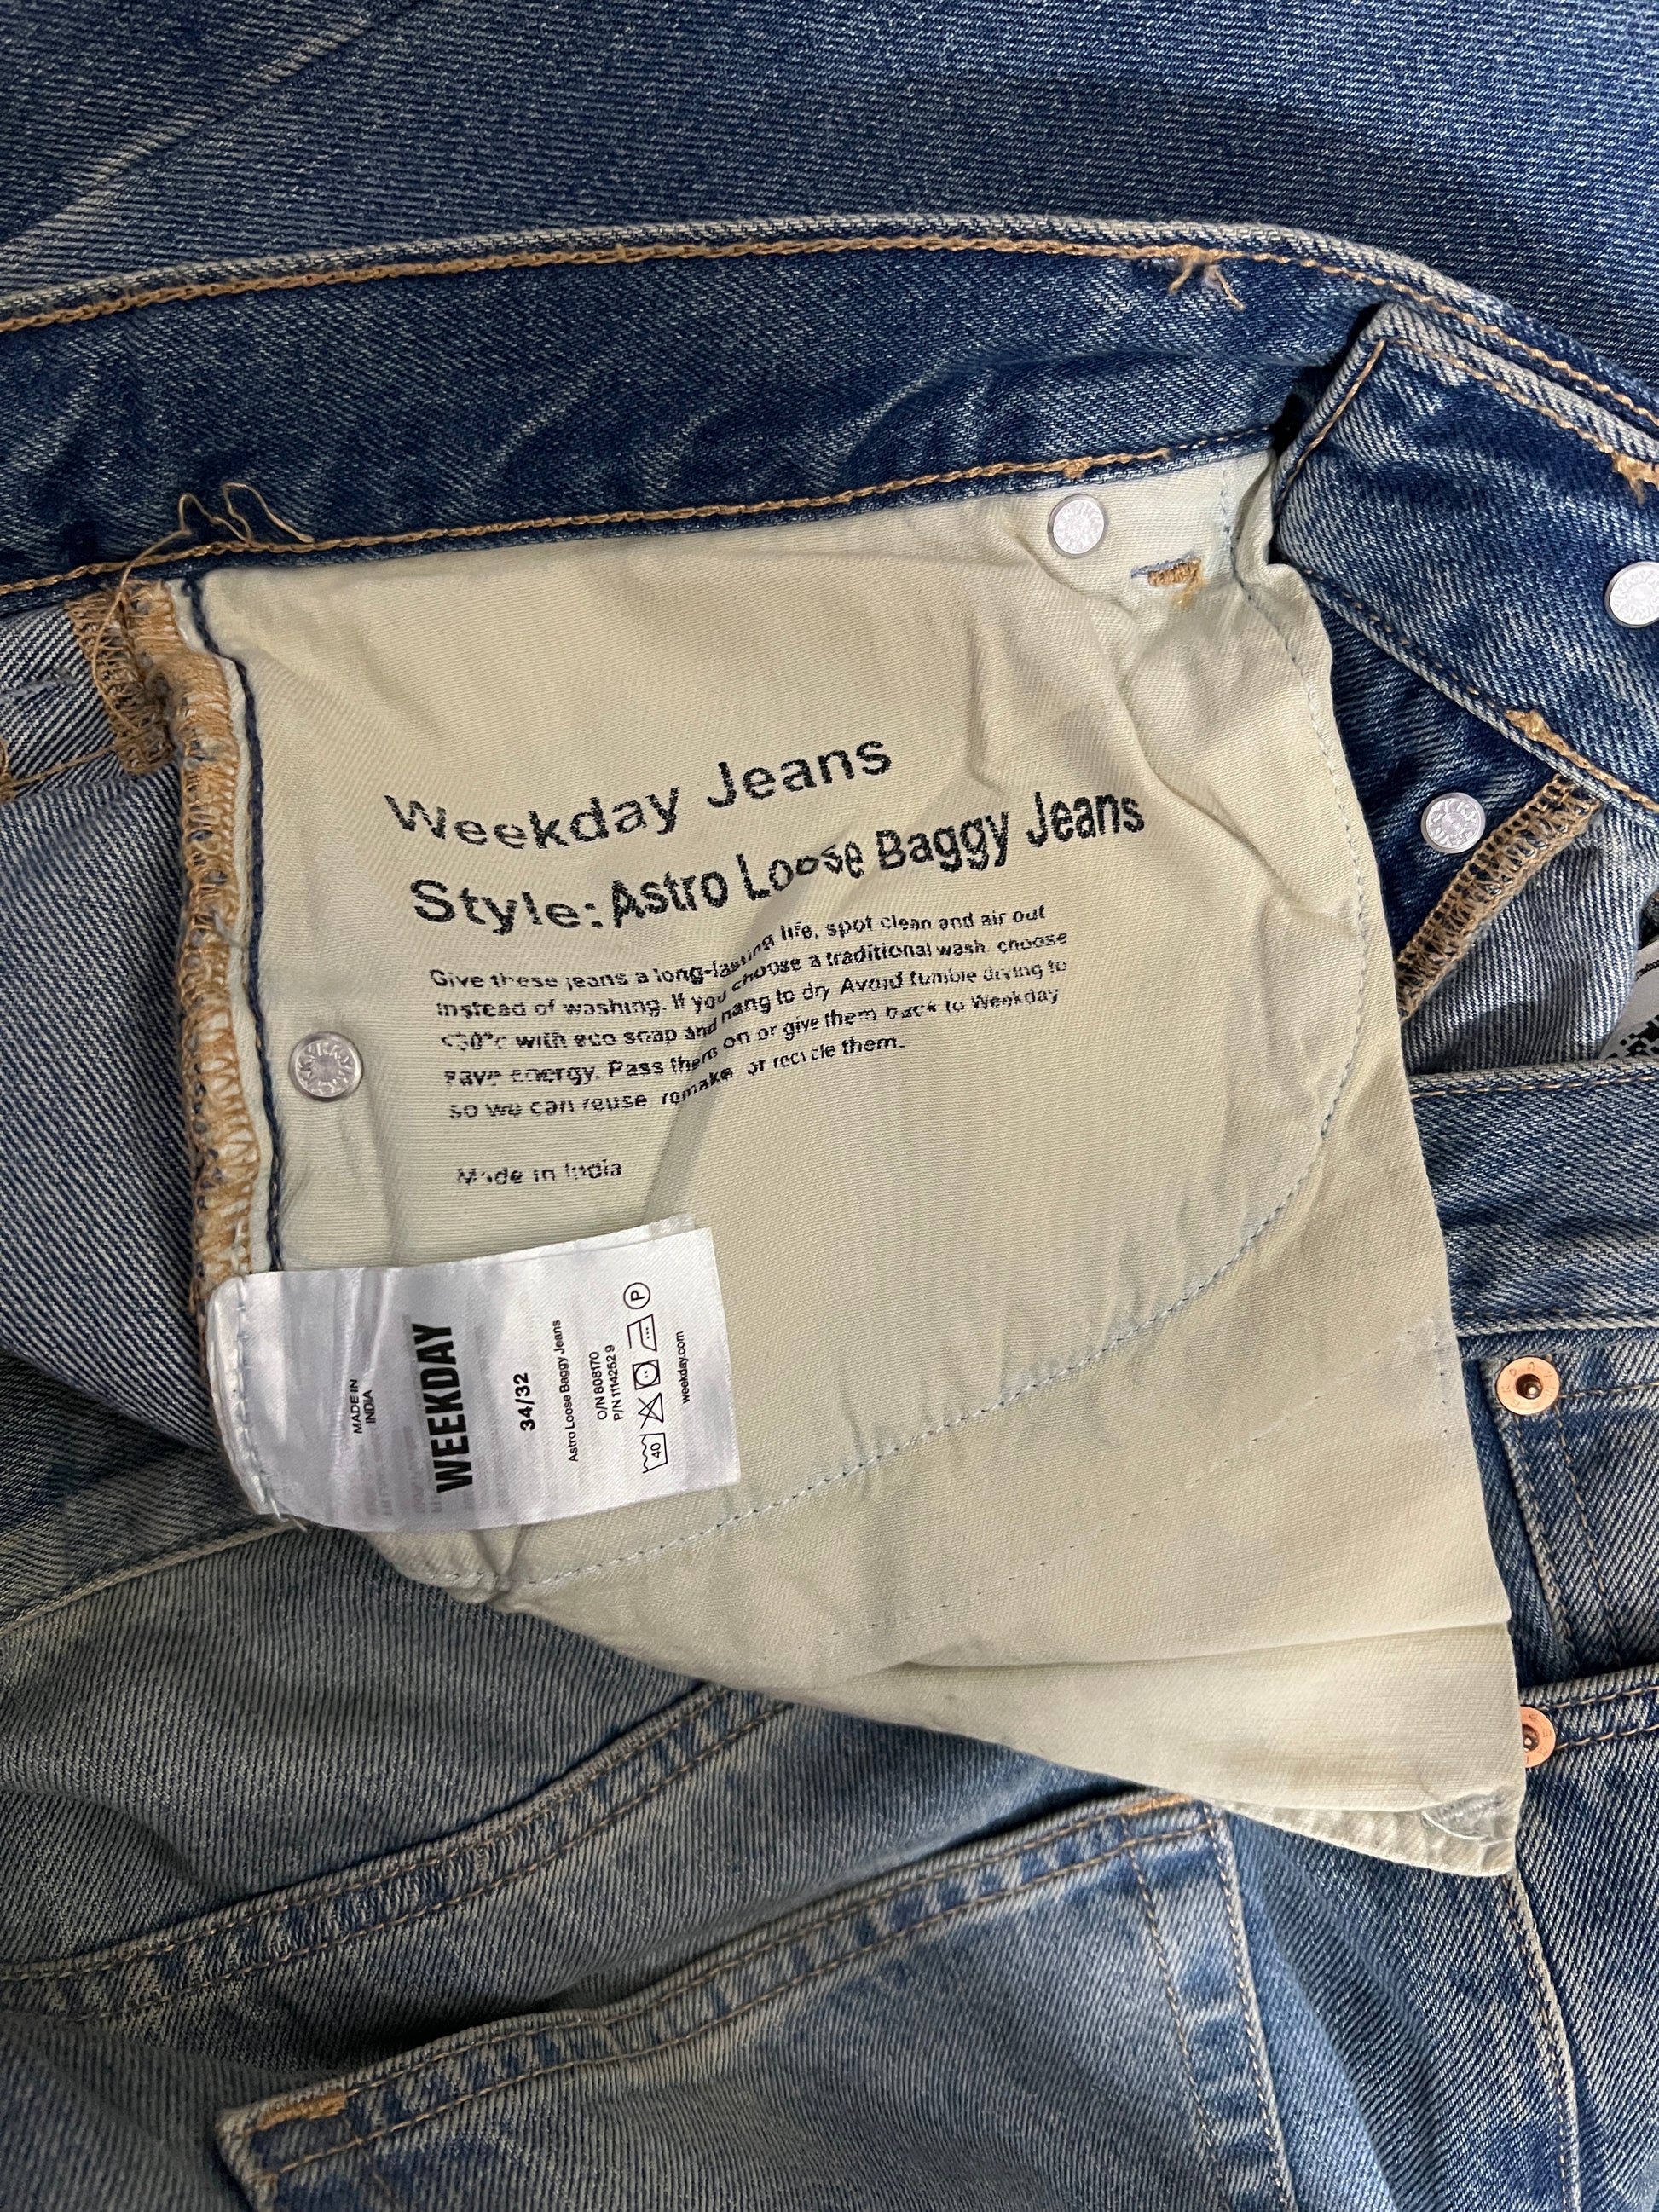 Weekday Jeans
Style: Astro Loose Baggy Jeans
Give these jeans a long-lasting life, spot clean and air out
instead of washing. If you choose a traditional wash choose
<30°c with eco soap and hang to dry Avoid tumble drying to
save energy. Pass them on or give them back to Weekday
so we can reuse remake or recycle them.
Made in India
MADE IN
INDIA
WEEKDAY
34/32
Astro Loose Baggy Jeans
O/N 808170
P/N 1114252 9
40
P
weekday.com